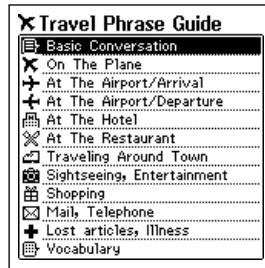 Travel Phrase Guide
Basic Conversation
On The Plane
At The Airport/Arrival
At The Airport/Departure
At The Hotel
At The Restaurant
Traveling Around Town
Sightseeing, Entertainment
Shopping
Mail, Telephone
Lost articles, Illness
Vocabulary